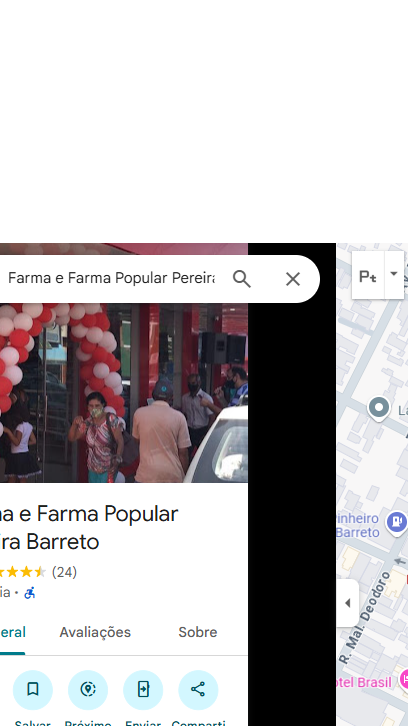 Farma e Farma Popular Pereira
Pt
a e Farma Popular
ira Barreto
(24)
ia ·
eral
Avaliações
Sobre
Salvar
Próximo
Enviar
Comparti
La
inheiro
Barreto
R. Mal. Deodoro
otel Brasil